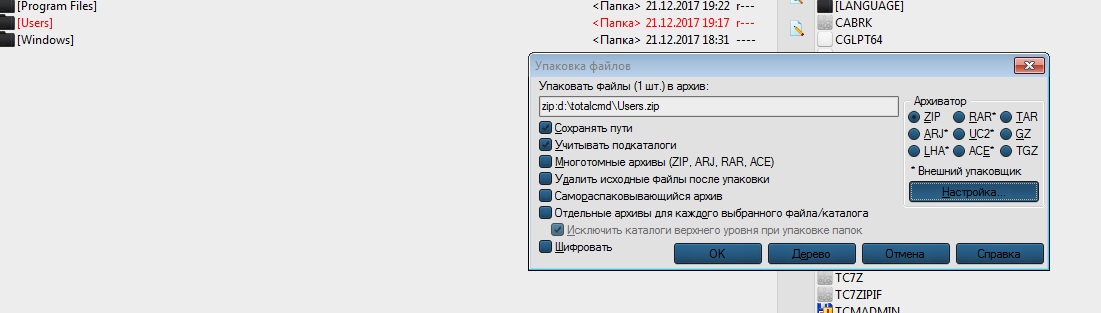 [Program Files] <Папка> 21.12.2017 19:22 r--- [LANGUAGE]
[Users] <Папка> 21.12.2017 19:17 r--- CABRK
[Windows] <Папка> 21.12.2017 18:31 ---- CGLPT64
Упаковка файлов
Упаковать файлы (1 шт.) в архив:
zip:d:\totalcmd\Users.zip
Сохранять пути
Учитывать подкаталоги
Многотомные архивы (ZIP, ARJ, RAR, ACE)
Удалить исходные файлы после упаковки
Самораспаковывающийся архив
Отдельные архивы для каждого выбранного файла/каталога
Исключить каталоги верхнего уровня при упаковке папок
Шифровать
Архиватор
ZIP RAR* TAR
ARJ* UC2* GZ
LHA* ACE* TGZ
* Внешний упаковщик
Настройка...
OK Дерево Отмена Справка
TC7Z
TC7ZIPIF
TCMADMIN